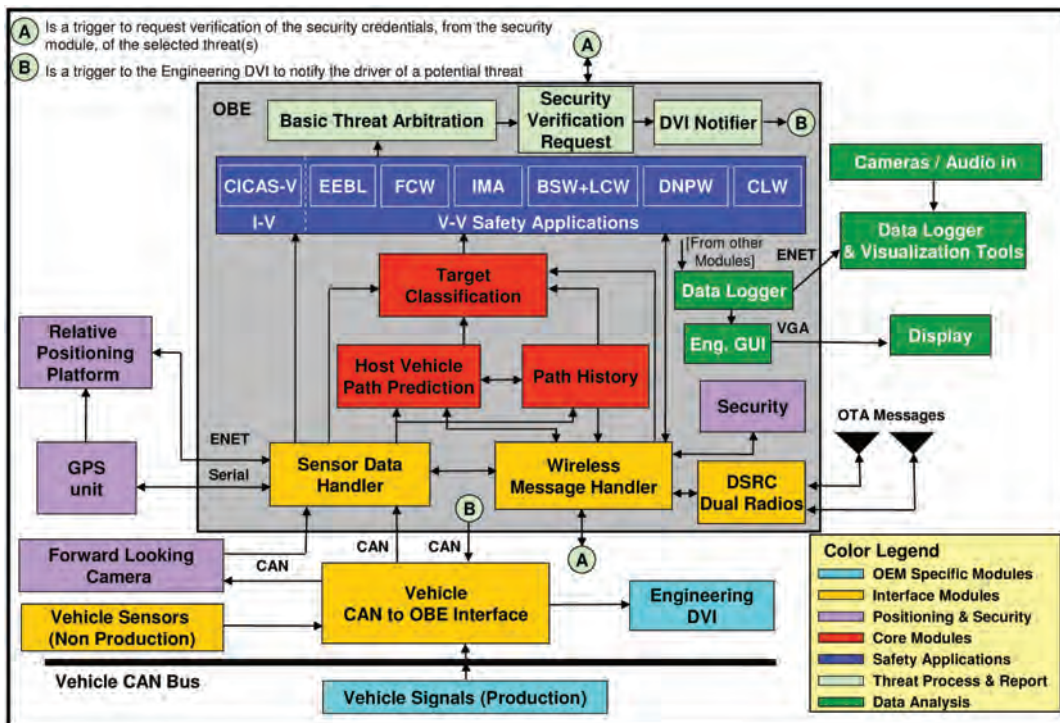 A Is a trigger to request verification of the security credentials, from the security
module, of the selected threat(s)
B Is a trigger to the Engineering DVI to notify the driver of a potential threat
A
OBE
Basic Threat Arbitration
Security
Verification
Request
DVI Notifier
B
Cameras / Audio in
CICAS-V
EEBL
FCW
IMA
BSW+LCW
DNPW
CLW
I-V
V-V Safety Applications
Data Logger
& Visualization Tools
[From other
Modules]
ENET
Target
Classification
Data Logger
Relative
Positioning
Platform
Eng. GUI
VGA
Display
Host Vehicle
Path Prediction
Path History
Security
OTA Messages
ENET
GPS
unit
Serial
Sensor Data
Handler
Wireless
Message Handler
DSRC
Dual Radios
B
CAN
CAN
A
Forward Looking
Camera
CAN
Vehicle
CAN to OBE Interface
Engineering
DVI
Vehicle Sensors
(Non Production)
Vehicle CAN Bus
Vehicle Signals (Production)
Color Legend
OEM Specific Modules
Interface Modules
Positioning & Security
Core Modules
Safety Applications
Threat Process & Report
Data Analysis